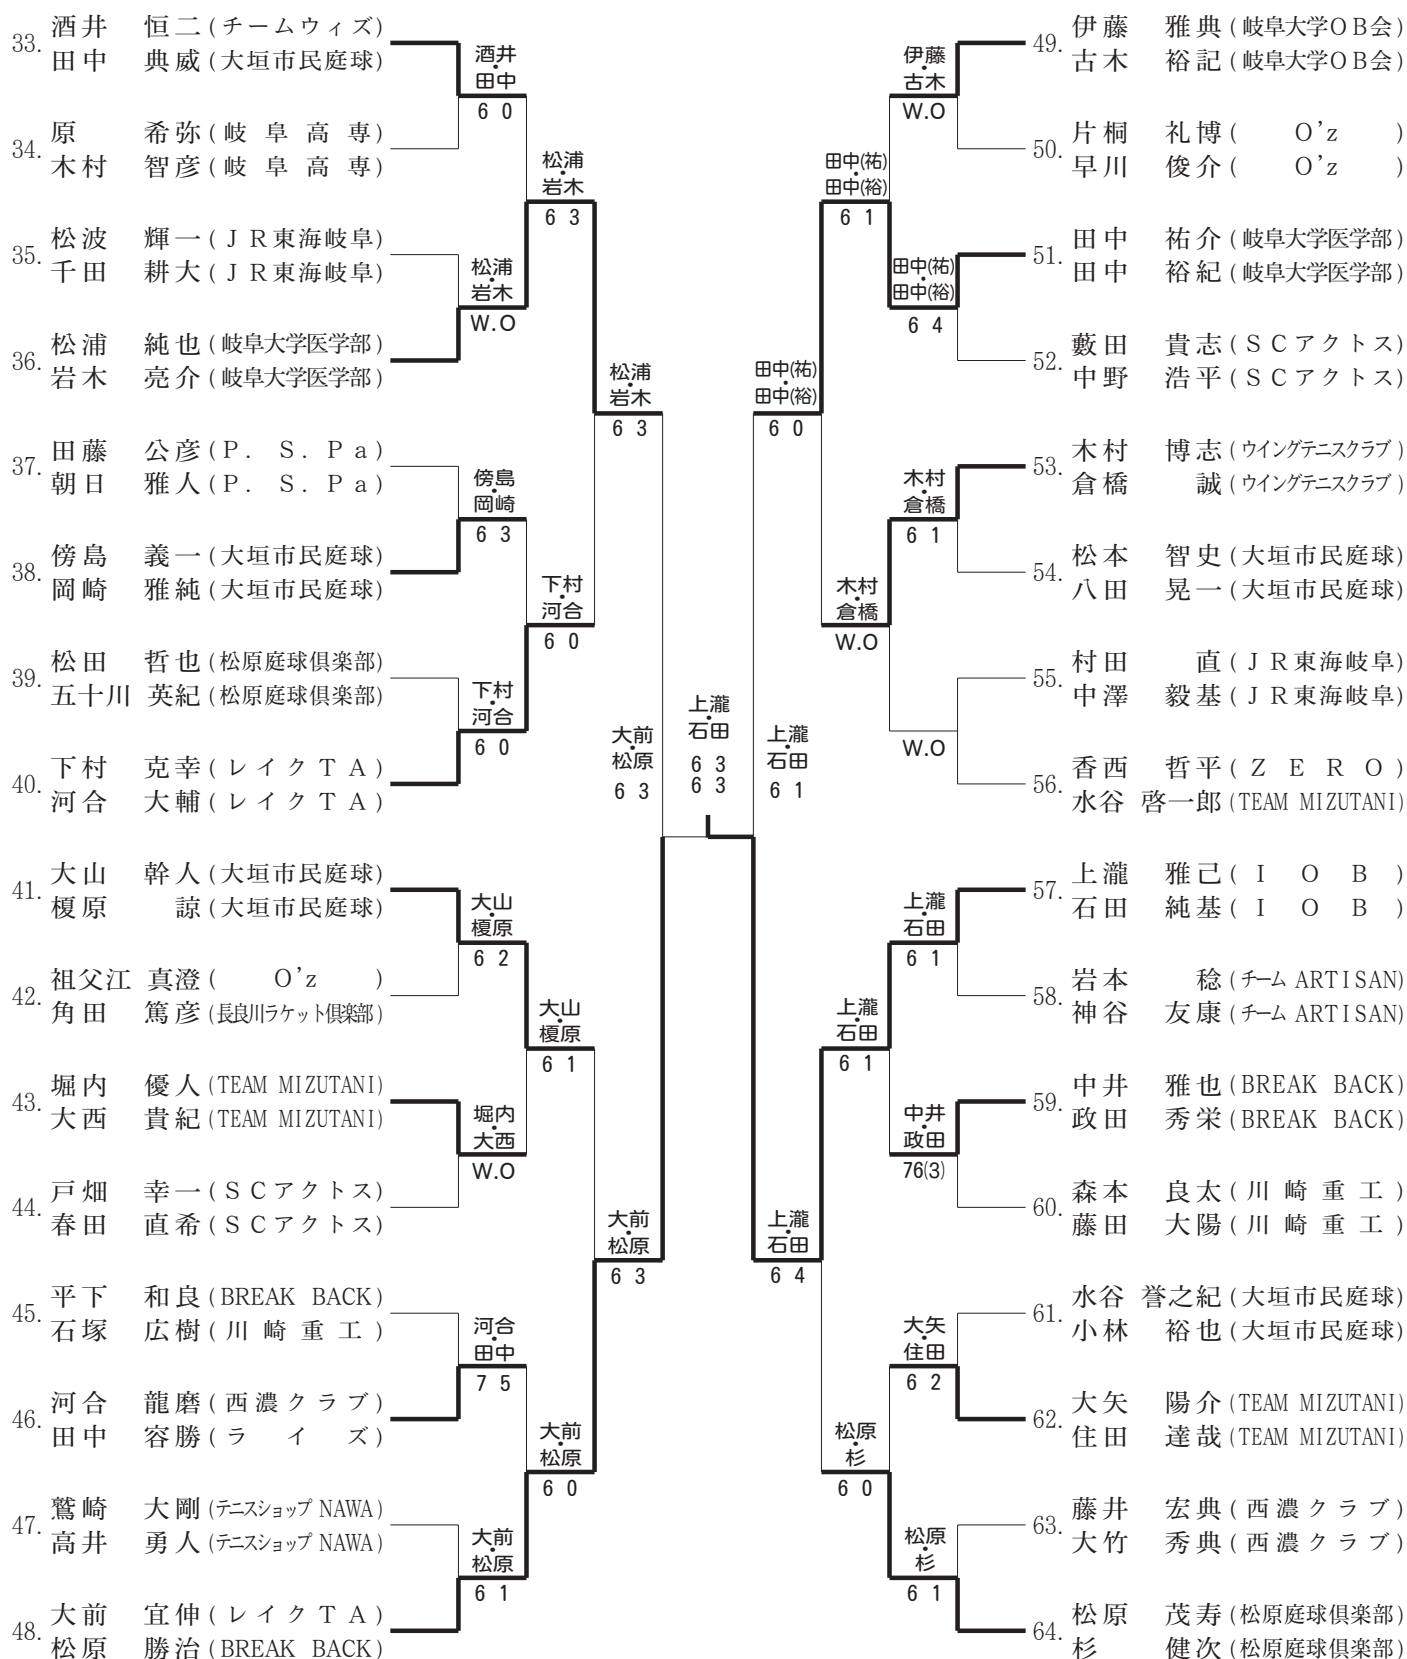 33. 酒井 恒二 (チームウィズ)
田中 典威 (大垣市民庭球)
34. 原 希弥 (岐阜高専)
木村 智彦 (岐阜高専)
35. 松波 輝一 (ＪＲ東海岐阜)
千田 耕大 (ＪＲ東海岐阜)
36. 松浦 純也 (岐阜大学医学部)
岩木 亮介 (岐阜大学医学部)
37. 田藤 公彦 (Ｐ．Ｓ．Ｐａ)
朝日 雅人 (Ｐ．Ｓ．Ｐａ)
38. 傍島 義一 (大垣市民庭球)
岡崎 雅純 (大垣市民庭球)
39. 松田 哲也 (松原庭球倶楽部)
五十川 英紀 (松原庭球倶楽部)
40. 下村 克幸 (レイクＴＡ)
河合 大輔 (レイクＴＡ)
41. 大山 幹人 (大垣市民庭球)
榎原 諒 (大垣市民庭球)
42. 祖父江 真澄 (O’z)
角田 篤彦 (長良川ラケット倶楽部)
43. 堀内 優人 (TEAM MIZUTANI)
大西 貴紀 (TEAM MIZUTANI)
44. 戸畑 幸一 (ＳＣアクトス)
春田 直希 (ＳＣアクトス)
45. 平下 和良 (BREAK BACK)
石塚 広樹 (川崎重工)
46. 河合 龍磨 (西濃クラブ)
田中 容勝 (ライズ)
47. 鷲崎 大剛 (テニスショップ NAWA)
高井 勇人 (テニスショップ NAWA)
48. 大前 宜伸 (レイクＴＡ)
松原 勝治 (BREAK BACK)
酒井・
田中
6 0
松浦・
岩木
W.O
傍島・
岡崎
6 3
下村・
河合
6 0
大山・
榎原
6 2
堀内・
大西
W.O
河合・
田中
7 5
大前・
松原
6 1
松浦・
岩木
6 3
下村・
河合
6 0
大山・
榎原
6 1
大前・
松原
6 0
松浦・
岩木
6 3
大前・
松原
6 3
大前・
松原
6 3
上瀧・
石田
6 3
6 3
上瀧・
石田
6 1
田中(祐)・
田中(裕)
6 0
上瀧・
石田
6 4
田中(祐)・
田中(裕)
6 1
木村・
倉橋
W.O
上瀧・
石田
6 1
松原・
杉
6 0
伊藤・
古木
W.O
田中(祐)・
田中(裕)
6 4
木村・
倉橋
6 1
W.O
上瀧・
石田
6 1
中井・
政田
76(3)
大矢・
住田
6 2
松原・
杉
6 1
49. 伊藤 雅典 (岐阜大学ＯＢ会)
古木 裕記 (岐阜大学ＯＢ会)
50. 片桐 礼博 (O’z)
早川 俊介 (O’z)
51. 田中 祐介 (岐阜大学医学部)
田中 裕紀 (岐阜大学医学部)
52. 藪田 貴志 (ＳＣアクトス)
中野 浩平 (ＳＣアクトス)
53. 木村 博志 (ウイングテニスクラブ)
倉橋 誠 (ウイングテニスクラブ)
54. 松本 智史 (大垣市民庭球)
八田 晃一 (大垣市民庭球)
55. 村田 直 (ＪＲ東海岐阜)
中澤 毅基 (ＪＲ東海岐阜)
56. 香西 哲平 (ＺＥＲＯ)
水谷 啓一郎 (TEAM MIZUTANI)
57. 上瀧 雅己 (ＩＯＢ)
石田 純基 (ＩＯＢ)
58. 岩本 稔 (チーム ARTISAN)
神谷 友康 (チーム ARTISAN)
59. 中井 雅也 (BREAK BACK)
政田 秀栄 (BREAK BACK)
60. 森本 良太 (川崎重工)
藤田 大陽 (川崎重工)
61. 水谷 誉之紀 (大垣市民庭球)
小林 裕也 (大垣市民庭球)
62. 大矢 陽介 (TEAM MIZUTANI)
住田 達哉 (TEAM MIZUTANI)
63. 藤井 宏典 (西濃クラブ)
大竹 秀典 (西濃クラブ)
64. 松原 茂寿 (松原庭球倶楽部)
杉 健次 (松原庭球倶楽部)